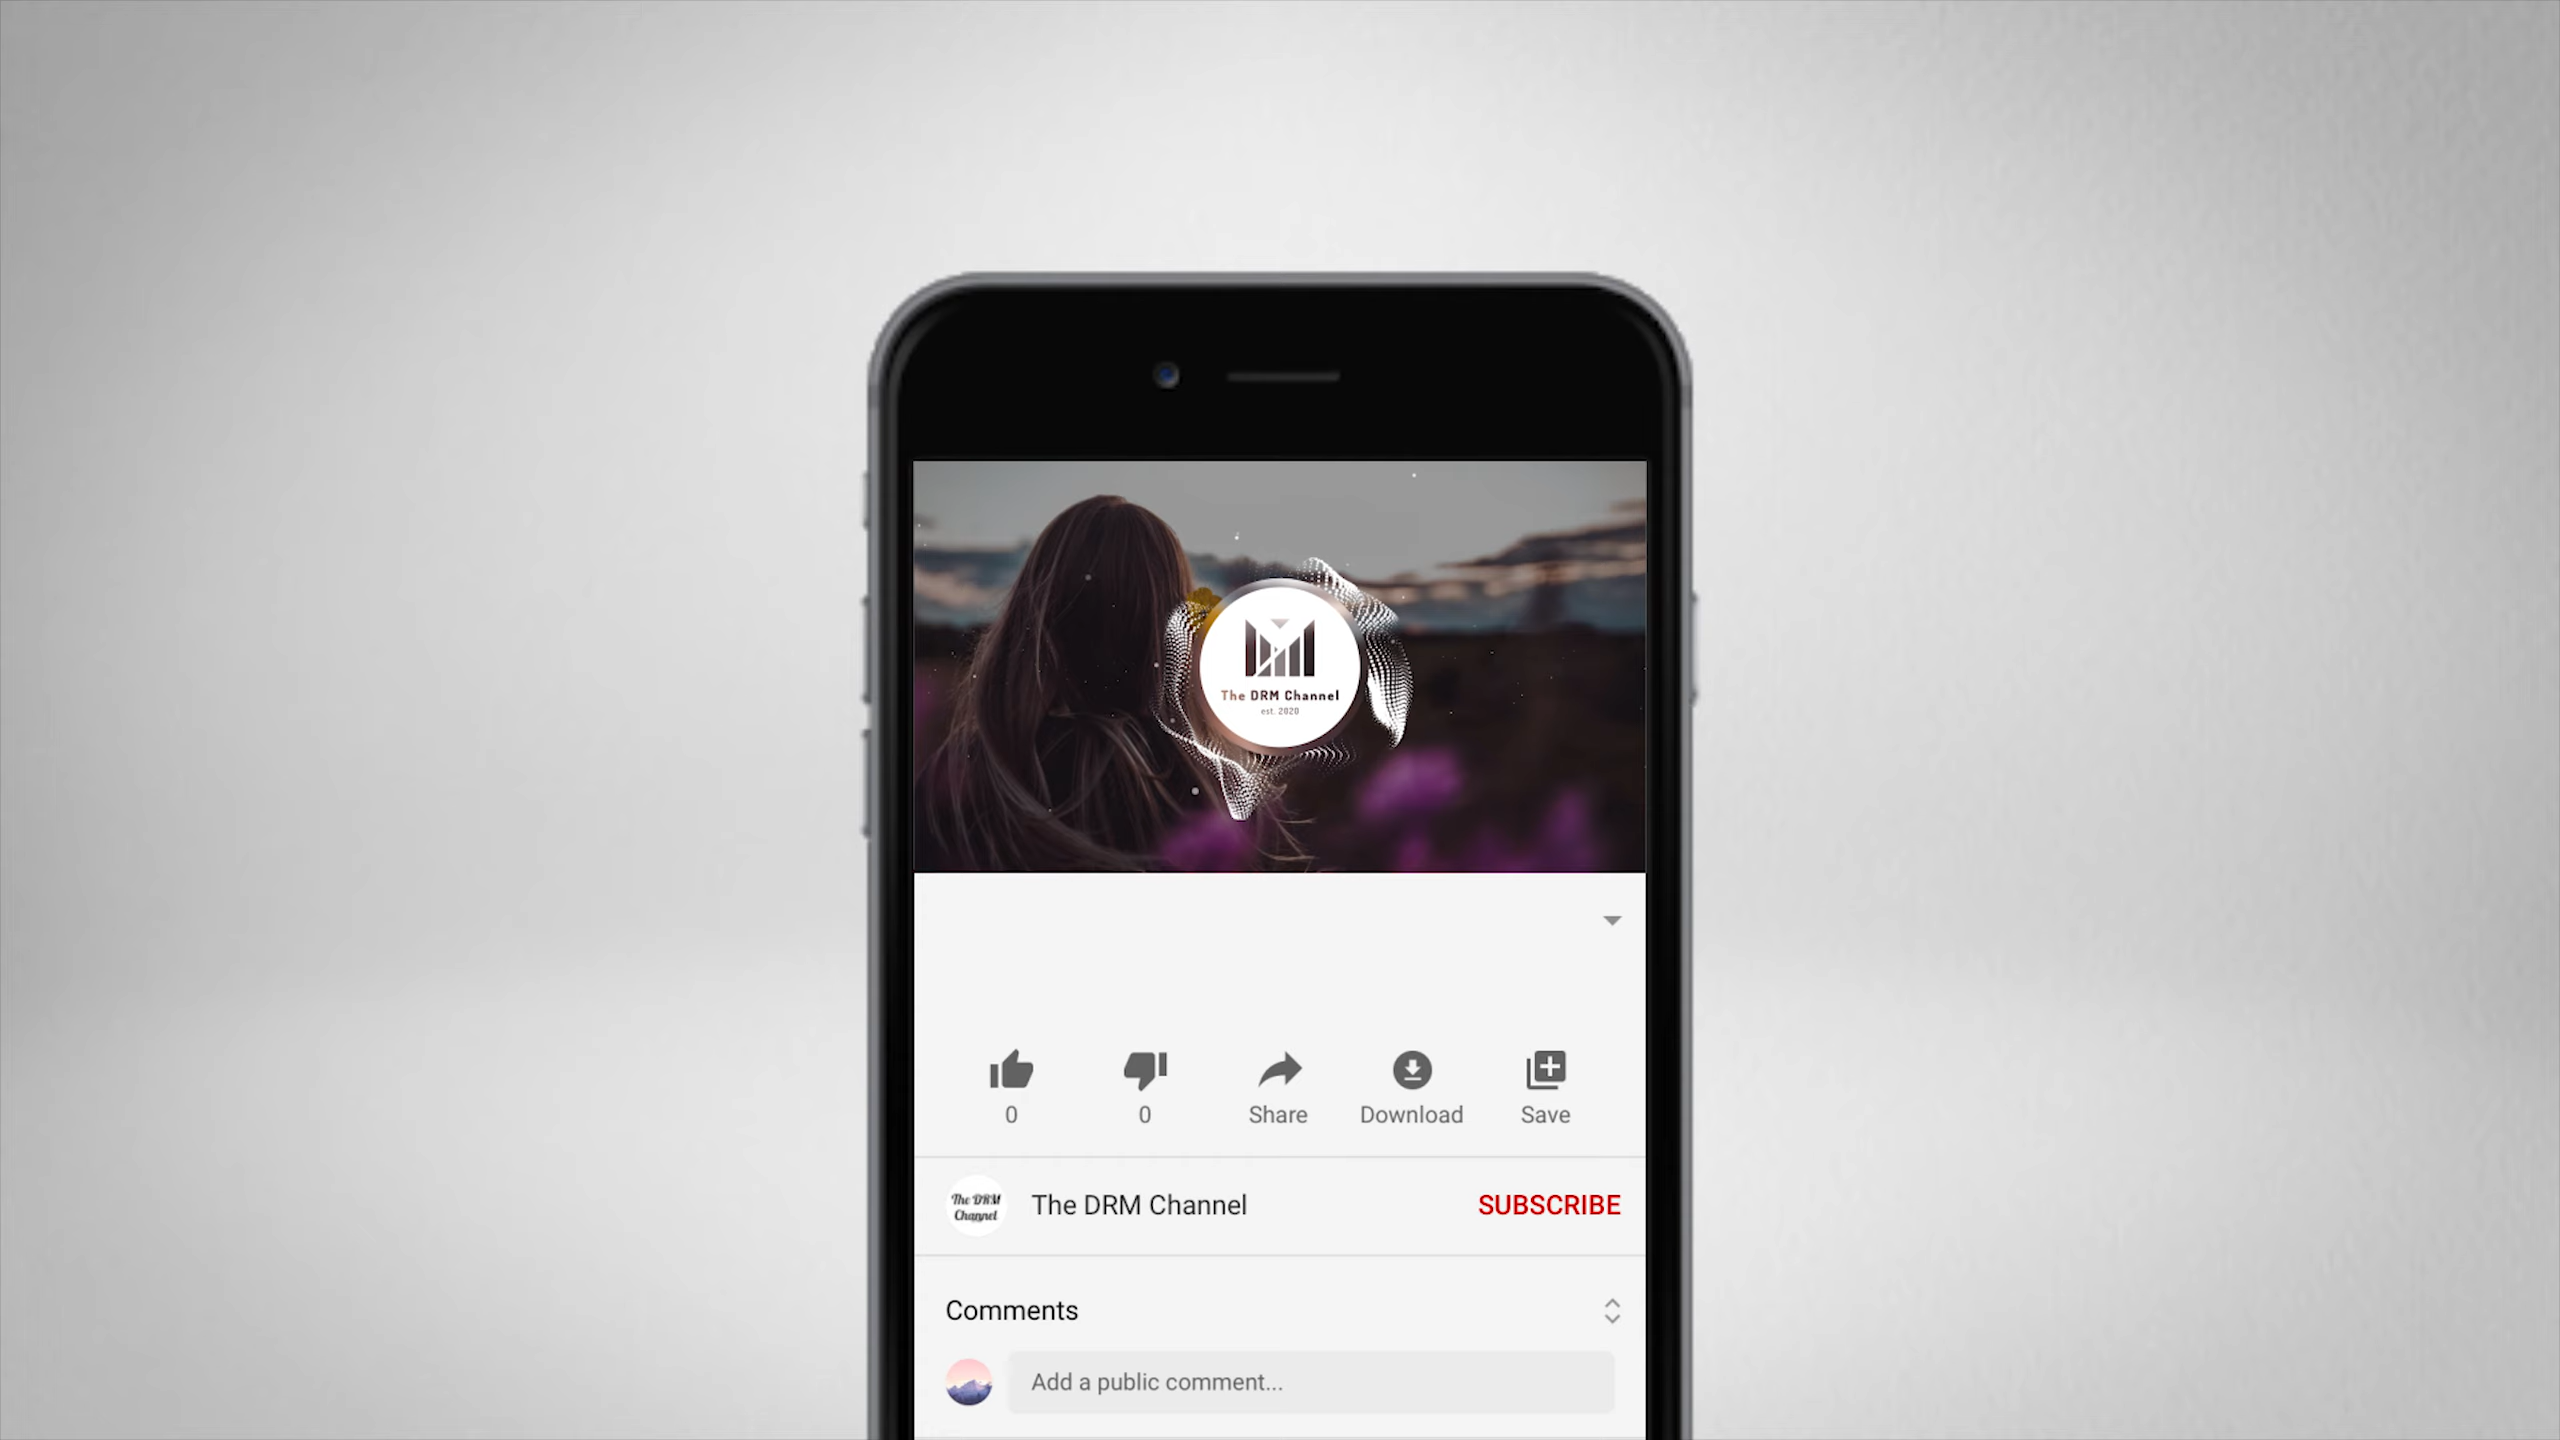 The DRM Channel
est. 2020
0
0
Share
Download
Save
The DRM
Channel
The DRM Channel
SUBSCRIBE
Comments
Add a public comment...